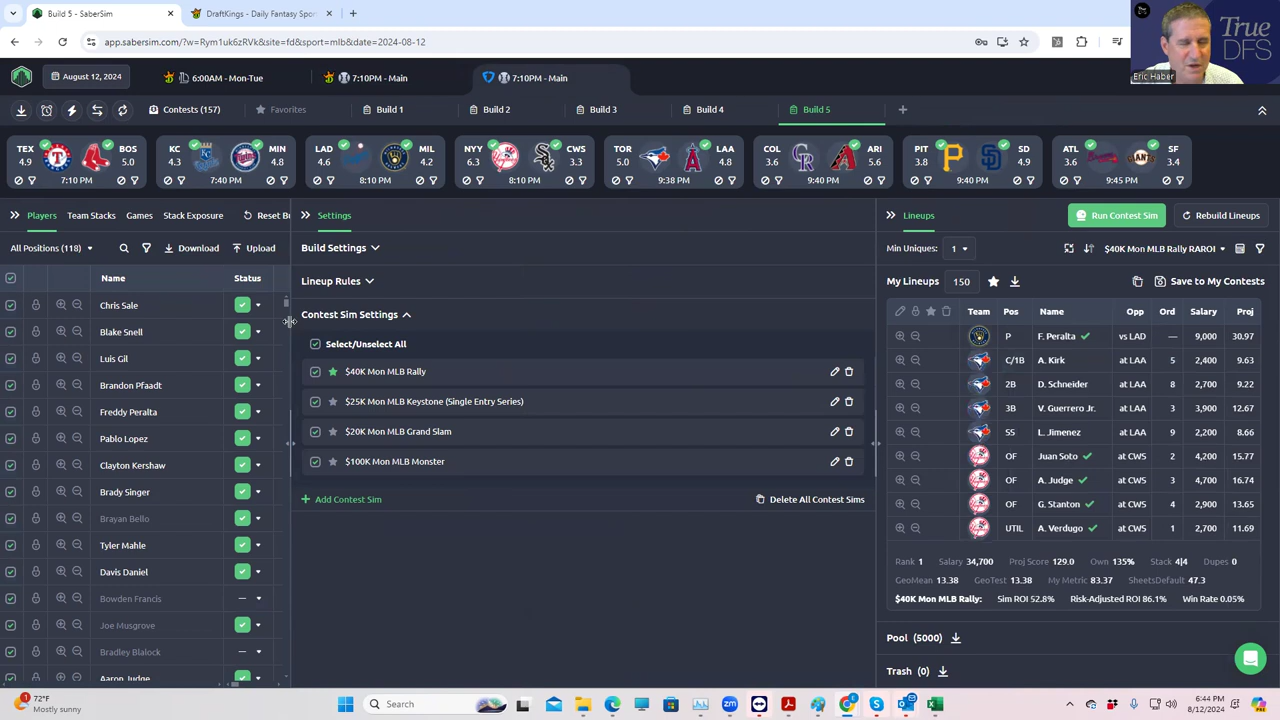 Build 5 - SaberSim
DraftKings - Daily Fantasy Sport
app.sabersim.com/?w=Rym1uk6zRVk&site=fd&sport=mlb&date=2024-08-12
True
DFS
Eric Haber
August 12, 2024
6:00AM - Mon-Tue
7:10PM - Main
7:10PM - Main
Contests (157)
Favorites
Build 1
Build 2
Build 3
Build 4
Build 5
TEX 4.9 BOS 5.0 7:10 PM
KC 4.3 MIN 4.8 7:40 PM
LAD 4.6 MIL 4.2 8:10 PM
NYY 6.3 CWS 3.3 8:10 PM
TOR 5.0 LAA 4.8 9:38 PM
COL 3.6 ARI 5.6 9:40 PM
PIT 3.8 SD 4.9 9:40 PM
ATL 3.6 SF 3.4 9:45 PM
Players Team Stacks Games Stack Exposure Reset Bu
All Positions (118) Download Upload
Name Status
Chris Sale
Blake Snell
Luis Gil
Brandon Pfaadt
Freddy Peralta
Pablo Lopez
Clayton Kershaw
Brady Singer
Brayan Bello
Tyler Mahle
Davis Daniel
Bowden Francis
Joe Musgrove
Bradley Blalock
Aaron Judge
Settings
Build Settings
Lineup Rules
Contest Sim Settings
Select/Unselect All
$40K Mon MLB Rally
$25K Mon MLB Keystone (Single Entry Series)
$20K Mon MLB Grand Slam
$100K Mon MLB Monster
+ Add Contest Sim
Delete All Contest Sims
Lineups
Run Contest Sim
Rebuild Lineups
Min Uniques: 1
$40K Mon MLB Rally RAROI
My Lineups 150
Save to My Contests
Team Pos Name Opp Ord Salary Proj
P F. Peralta vs LAD — 9,000 30.97
C/1B A. Kirk at LAA 5 2,400 9.63
2B D. Schneider at LAA 8 2,700 9.22
3B V. Guerrero Jr. at LAA 3 3,900 12.67
SS L. Jimenez at LAA 9 2,200 8.66
OF Juan Soto at CWS 2 4,200 15.77
OF A. Judge at CWS 3 4,700 16.74
OF G. Stanton at CWS 4 2,900 13.65
UTIL A. Verdugo at CWS 1 2,700 11.69
Rank 1 Salary 34,700 Proj Score 129.0 Own 135% Stack 4|4 Dupes 0
GeoMean 13.38 GeoTest 13.38 My Metric 83.37 SheetsDefault 47.3
$40K Mon MLB Rally: Sim ROI 52.8% Risk-Adjusted ROI 86.1% Win Rate 0.05%
Pool (5000)
Trash (0)
72°F
Mostly sunny
Search
6:44 PM
8/12/2024